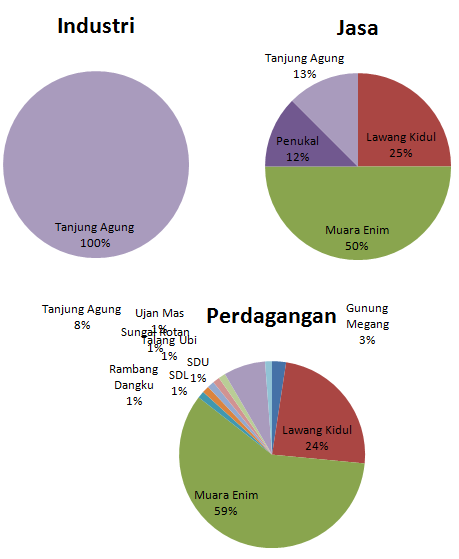 Industri
Tanjung Agung
100%
Jasa
Tanjung Agung
13%
Penukal
12%
Lawang Kidul
25%
Muara Enim
50%
Perdagangan
Tanjung Agung
8%
Ujan Mas
1%
Sungai Rotan
1%
Talang Ubi
1%
SDU
1%
SDL
1%
Rambang
Dangku
1%
Gunung
Megang
3%
Lawang Kidul
24%
Muara Enim
59%